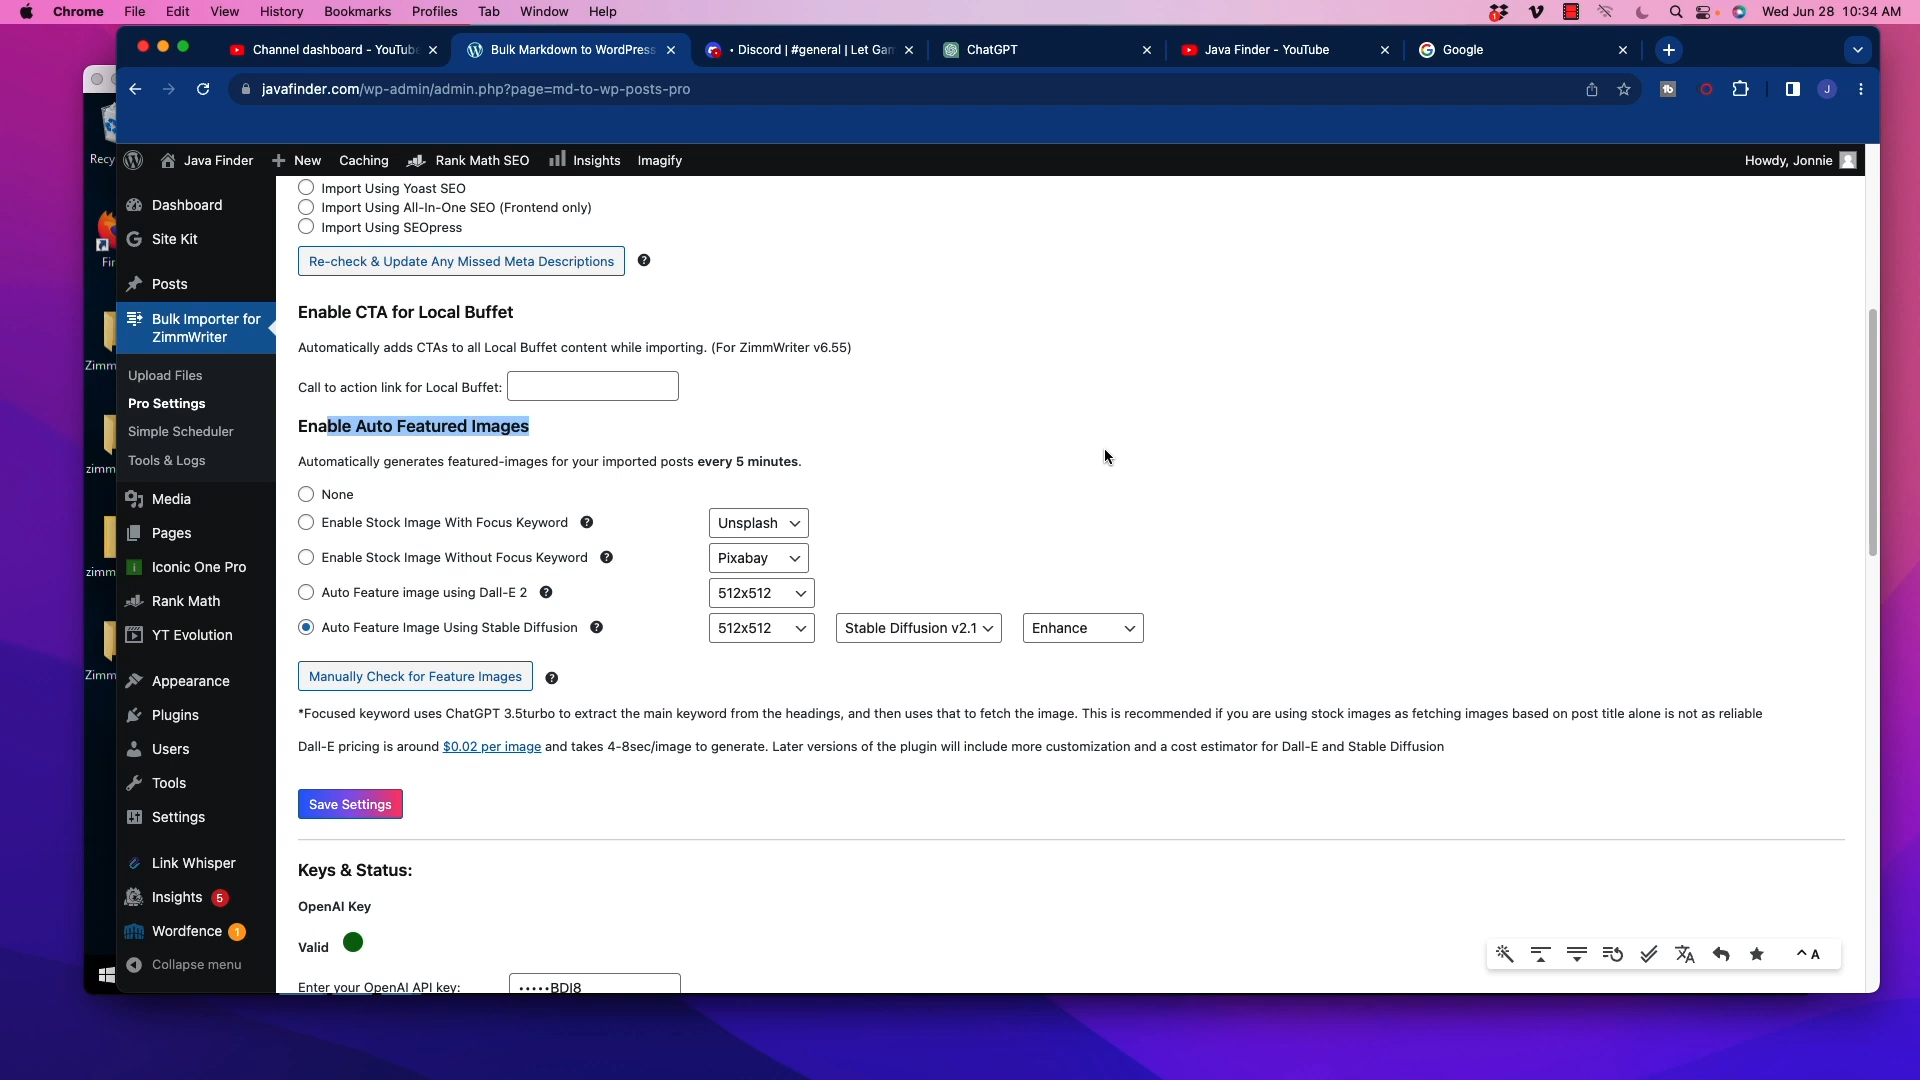 Chrome File Edit View History Bookmarks Profiles Tab Window Help
1
Wed Jun 28 10:34 AM
Channel dashboard - YouTub
Bulk Markdown to WordPress
• Discord | #general | Let Gam
ChatGPT
Java Finder - YouTube
Google
javafinder.com/wp-admin/admin.php?page=md-to-wp-posts-pro
tb
J
Java Finder
New
Caching
Rank Math SEO
Insights
Imagify
Howdy, Jonnie
Recy
Fir
Zimm
zimm
zimm
Zimm
Dashboard
Site Kit
Posts
Bulk Importer for
ZimmWriter
Upload Files
Pro Settings
Simple Scheduler
Tools & Logs
Media
Pages
Iconic One Pro
Rank Math
YT Evolution
Appearance
Plugins
Users
Tools
Settings
Link Whisper
Insights 5
Wordfence 1
Collapse menu
Import Using Yoast SEO
Import Using All-In-One SEO (Frontend only)
Import Using SEOpress
Re-check & Update Any Missed Meta Descriptions
Enable CTA for Local Buffet
Automatically adds CTAs to all Local Buffet content while importing. (For ZimmWriter v6.55)
Call to action link for Local Buffet:
Enable Auto Featured Images
Automatically generates featured-images for your imported posts every 5 minutes.
None
Enable Stock Image With Focus Keyword ? Unsplash
Enable Stock Image Without Focus Keyword ? Pixabay
Auto Feature image using Dall-E 2 ? 512x512
Auto Feature Image Using Stable Diffusion ? 512x512 Stable Diffusion v2.1 Enhance
Manually Check for Feature Images ?
*Focused keyword uses ChatGPT 3.5turbo to extract the main keyword from the headings, and then uses that to fetch the image. This is recommended if you are using stock images as fetching images based on post title alone is not as reliable
Dall-E pricing is around $0.02 per image and takes 4-8sec/image to generate. Later versions of the plugin will include more customization and a cost estimator for Dall-E and Stable Diffusion
Save Settings
Keys & Status:
OpenAI Key
Valid
Enter your OpenAI API key: •••••BDI8
A